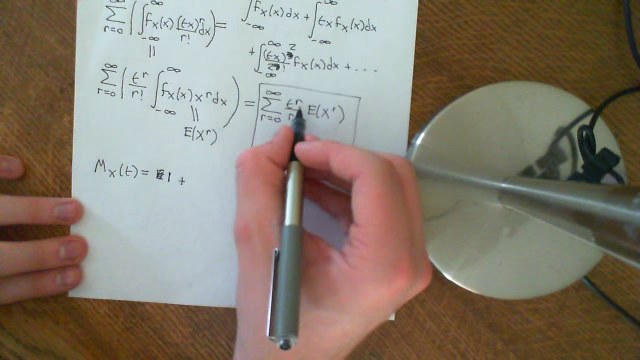 ∑_{r=0}^{∞} ( ∫_{-∞}^{∞} f_X(x) (tx)^r / r! dx ) = ∫_{-∞}^{∞} f_X(x) dx + ∫_{-∞}^{∞} t x f_X(x) dx
+ ∫_{-∞}^{∞} (tx)^2 / 2! f_X(x) dx + ...
∑_{r=0}^{∞} ( t^r / r! ∫_{-∞}^{∞} f_X(x) x^r dx ) = ∑_{r=0}^{∞} t^r / r! E(X^r)
E(X^r)
M_X(t) = 1 +